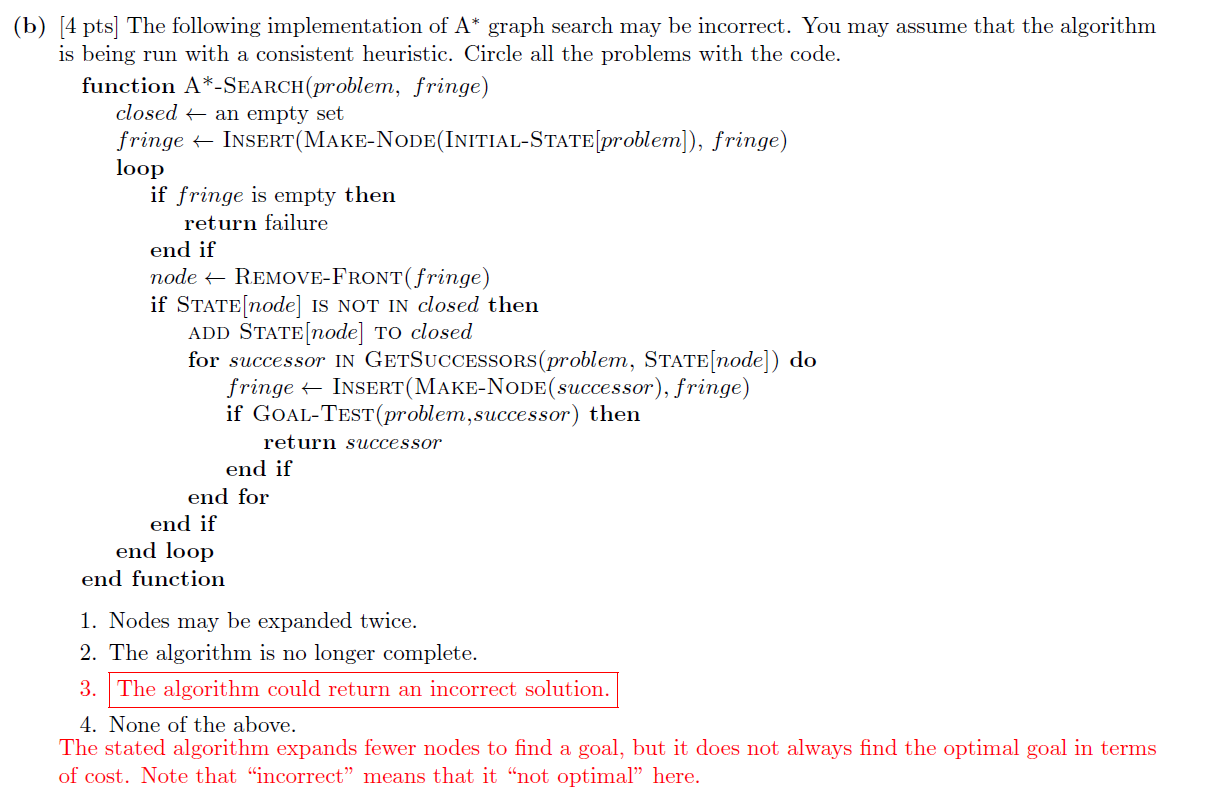 (b) [4 pts] The following implementation of A* graph search may be incorrect. You may assume that the algorithm
is being run with a consistent heuristic. Circle all the problems with the code.
function A*-SEARCH(problem, fringe)
closed ← an empty set
fringe ← INSERT(MAKE-NODE(INITIAL-STATE[problem]), fringe)
loop
if fringe is empty then
return failure
end if
node ← REMOVE-FRONT(fringe)
if STATE[node] IS NOT IN closed then
ADD STATE[node] TO closed
for successor IN GETSUCCESSORS(problem, STATE[node]) do
fringe ← INSERT(MAKE-NODE(successor), fringe)
if GOAL-TEST(problem,successor) then
return successor
end if
end for
end if
end loop
end function
1. Nodes may be expanded twice.
2. The algorithm is no longer complete.
3. The algorithm could return an incorrect solution.
4. None of the above.
The stated algorithm expands fewer nodes to find a goal, but it does not always find the optimal goal in terms
of cost. Note that “incorrect” means that it “not optimal” here.